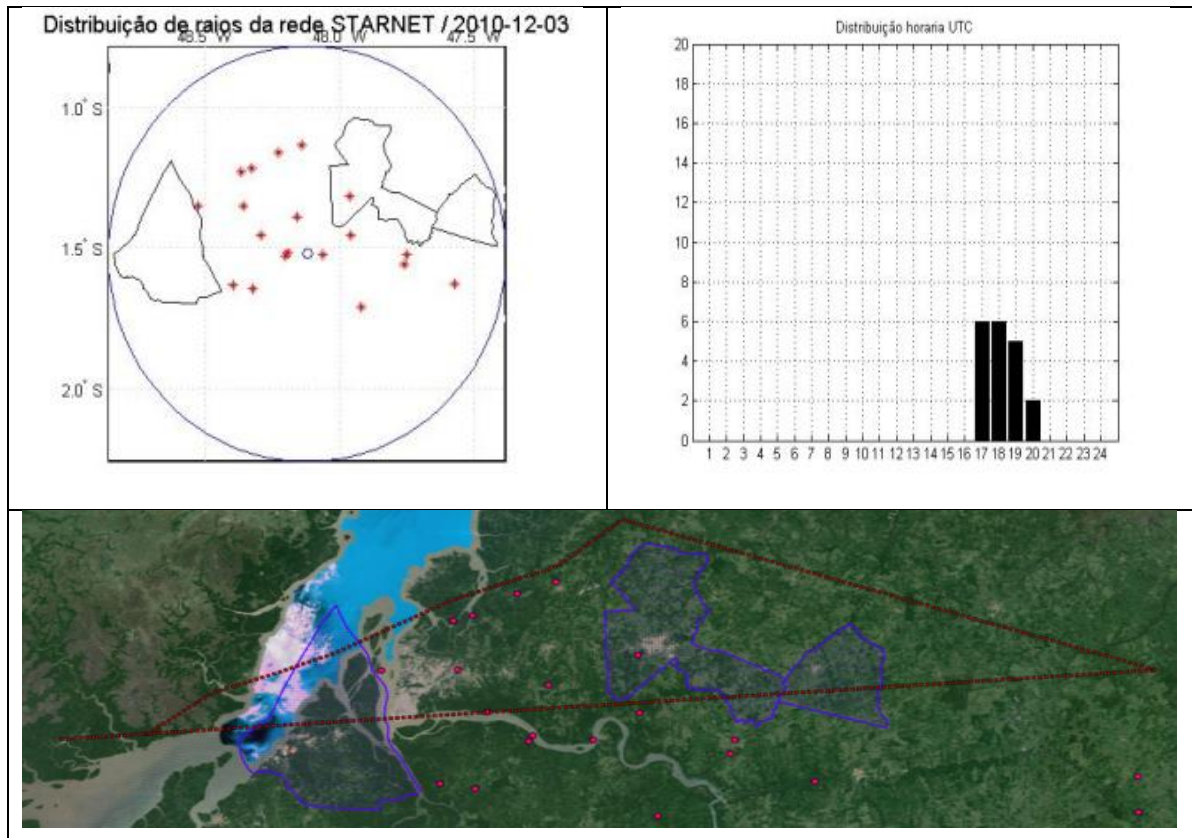 Distribuição de raios da rede STARNET / 2010-12-03
48.5° W 48.0° W 47.5° W
1.0° S
1.5° S
2.0° S
Distribuição horaria UTC
20
18
16
14
12
10
8
6
4
2
0
1 2 3 4 5 6 7 8 9 10 11 12 13 14 15 16 17 18 19 20 21 22 23 24